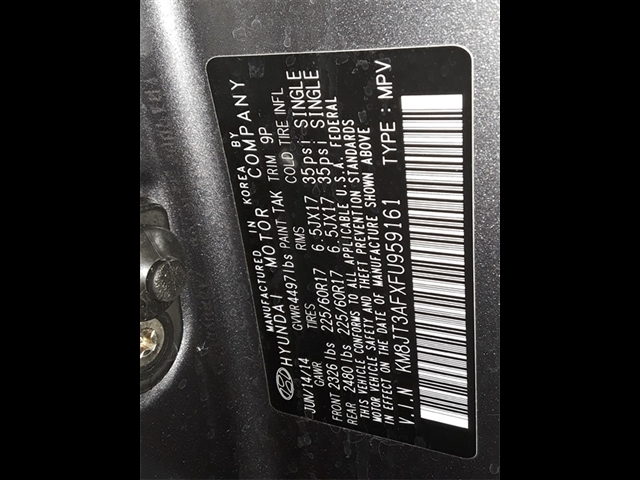 MANUFACTURED IN KOREA BY
HYUNDAI MOTOR COMPANY
JUN/14/14 GVWR 4497lbs PAINT TAK TRIM 9P
GAWR TIRES RIMS COLD TIRE INFL
FRONT 2326 lbs 225/60R17 6.5JX17 35psi SINGLE
REAR 2480 lbs 225/60R17 6.5JX17 35psi SINGLE
THIS VEHICLE CONFORMS TO ALL APPLICABLE U.S.A. FEDERAL
MOTOR VEHICLE SAFETY AND THEFT PREVENTION STANDARDS
IN EFFECT ON THE DATE OF MANUFACTURE SHOWN ABOVE
V.I.N KM8JT3AFXFU959161 TYPE : MPV